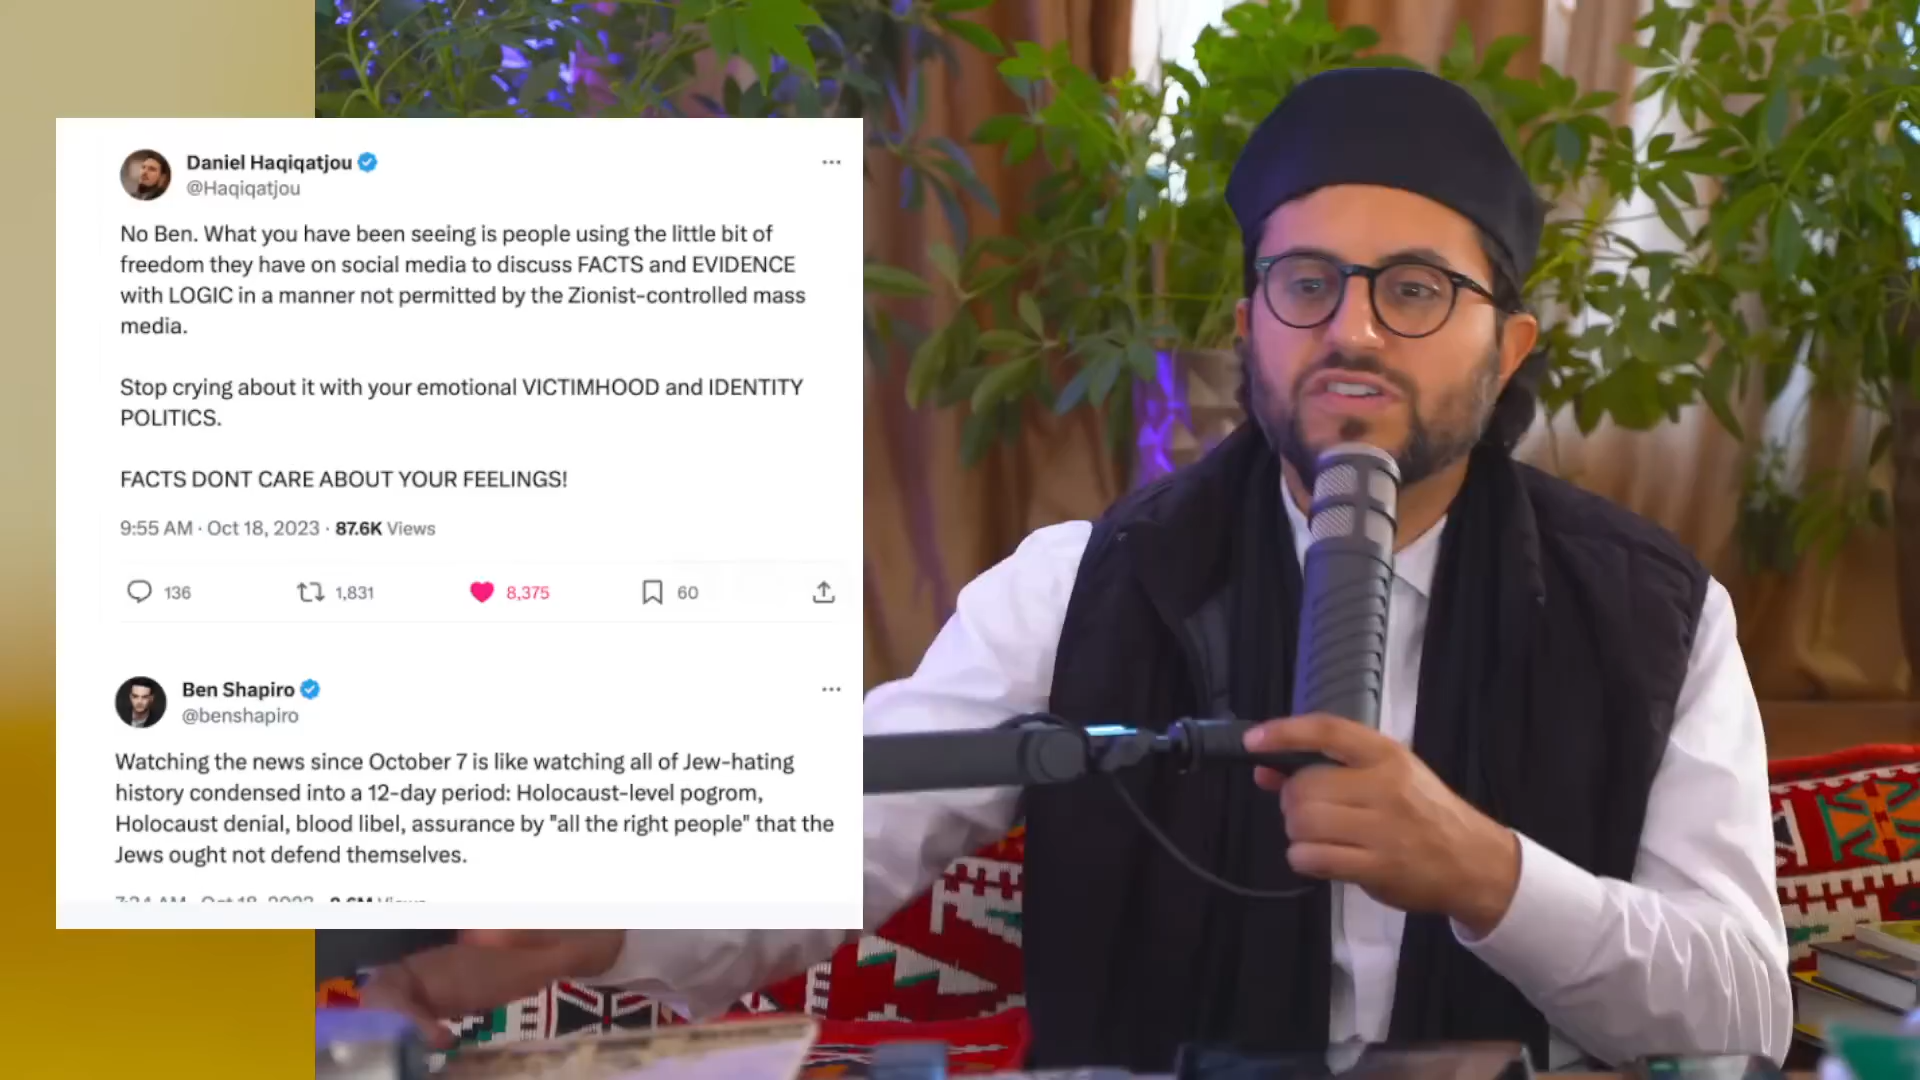 Daniel Haqiqatjou
@Haqiqatjou
No Ben. What you have been seeing is people using the little bit of
freedom they have on social media to discuss FACTS and EVIDENCE
with LOGIC in a manner not permitted by the Zionist-controlled mass
media.
Stop crying about it with your emotional VICTIMHOOD and IDENTITY
POLITICS.
FACTS DONT CARE ABOUT YOUR FEELINGS!
9:55 AM · Oct 18, 2023 · 87.6K Views
136 1,831 8,375 60
Ben Shapiro
@benshapiro
Watching the news since October 7 is like watching all of Jew-hating
history condensed into a 12-day period: Holocaust-level pogrom,
Holocaust denial, blood libel, assurance by "all the right people" that the
Jews ought not defend themselves.